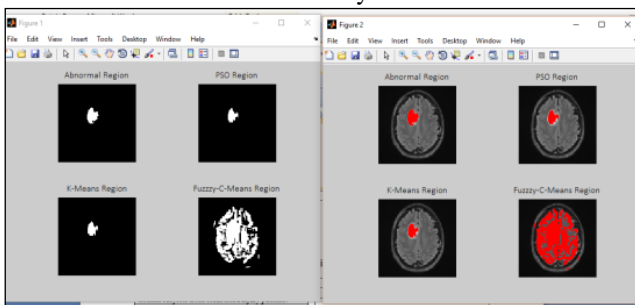 Figure 1
File Edit View Insert Tools Desktop Window Help
Abnormal Region
PSO Region
K-Means Region
Fuzzzy-C-Means Region
Figure 2
File Edit View Insert Tools Desktop Window Help
Abnormal Region
PSO Region
K-Means Region
Fuzzzy-C-Means Region